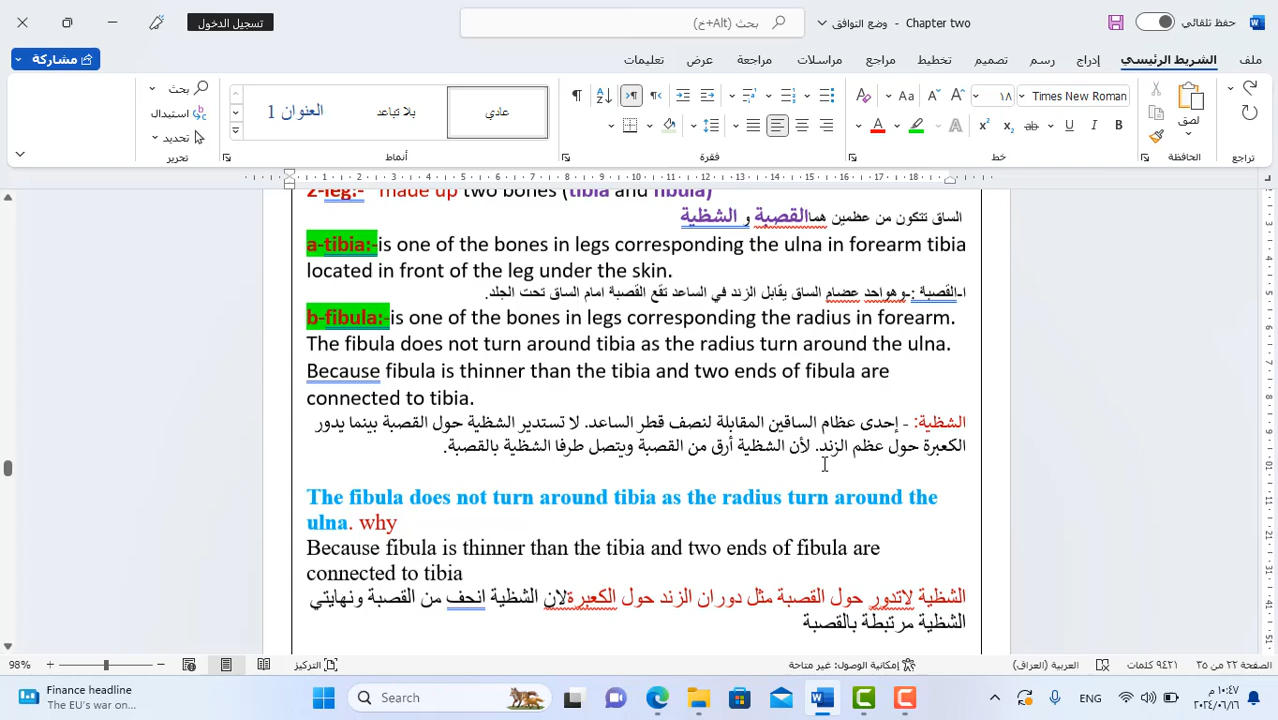 تسجيل الدخول
بحث (Alt+خ)
Chapter two - وضع التوافق
حفظ تلقائي
ملف
الشريط الرئيسي
إدراج
رسم
تصميم
تخطيط
مراجع
مراسلات
مراجعة
عرض
تعليمات
مشاركة
Times New Roman
١٨
لصق
عادي
بلا تباعد
العنوان 1
بحث
استبدال
تحديد
تراجع
الحافظة
خط
فقرة
أنماط
تحرير
2-leg:- made up two bones (tibia and fibula)
الساق تتكون من عظمين هماالقصبة و الشظية
a-tibia:-is one of the bones in legs corresponding the ulna in forearm tibia
located in front of the leg under the skin.
ا-القصبة :-وهواحد عضام الساق يقابل الزند في الساعد تقع القصبة امام الساق تحت الجلد.
b-fibula:-is one of the bones in legs corresponding the radius in forearm.
The fibula does not turn around tibia as the radius turn around the ulna.
Because fibula is thinner than the tibia and two ends of fibula are
connected to tibia.
الشظية: - إحدى عظام الساقين المقابلة لنصف قطر الساعد. لا تستدير الشظية حول القصبة بينما يدور
الكعبرة حول عظم الزند. لأن الشظية أرق من القصبة ويتصل طرفا الشظية بالقصبة.
The fibula does not turn around tibia as the radius turn around the
ulna. why
Because fibula is thinner than the tibia and two ends of fibula are
connected to tibia
الشظية لاتدور حول القصبة مثل دوران الزند حول الكعبرةلان الشظية انحف من القصبة ونهايتي
الشظية مرتبطة بالقصبة
الصفحة ٢٢ من ٣٥
٩٤٢١ كلمات
العربية (العراق)
إمكانية الوصول: غير متاحة
التركيز
98%
Finance headline
The EU's war on...
Search
ENG
١٠:٤٧ م
٢٠٢٤/٠١/١٦